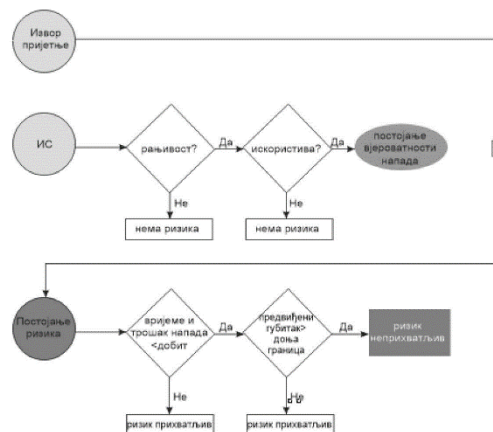 Извор
пријетње
ИС
рањивост?
Да
искористива?
Да
постојање
вјероватности
напада
Не
Не
нема ризика
нема ризика
Постојање
ризика
вријеме и
трошак напада
<добит
Да
предвиђени
губитак>
доња
граница
Да
ризик
неприхватљив
Не
Не
ризик прихватљив
ризик прихватљив